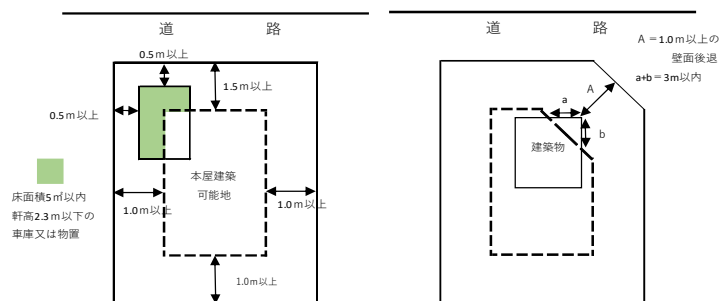 道 路
0.5m以上
1.5m以上
0.5m以上
本屋建築
可能地
1.0m以上
1.0m以上
1.0m以上
床面積5㎡以内
軒高2.3m以下の
車庫又は物置
道 路
A =1.0m以上の
壁面後退
a+b = 3m以内
A
a
b
建築物